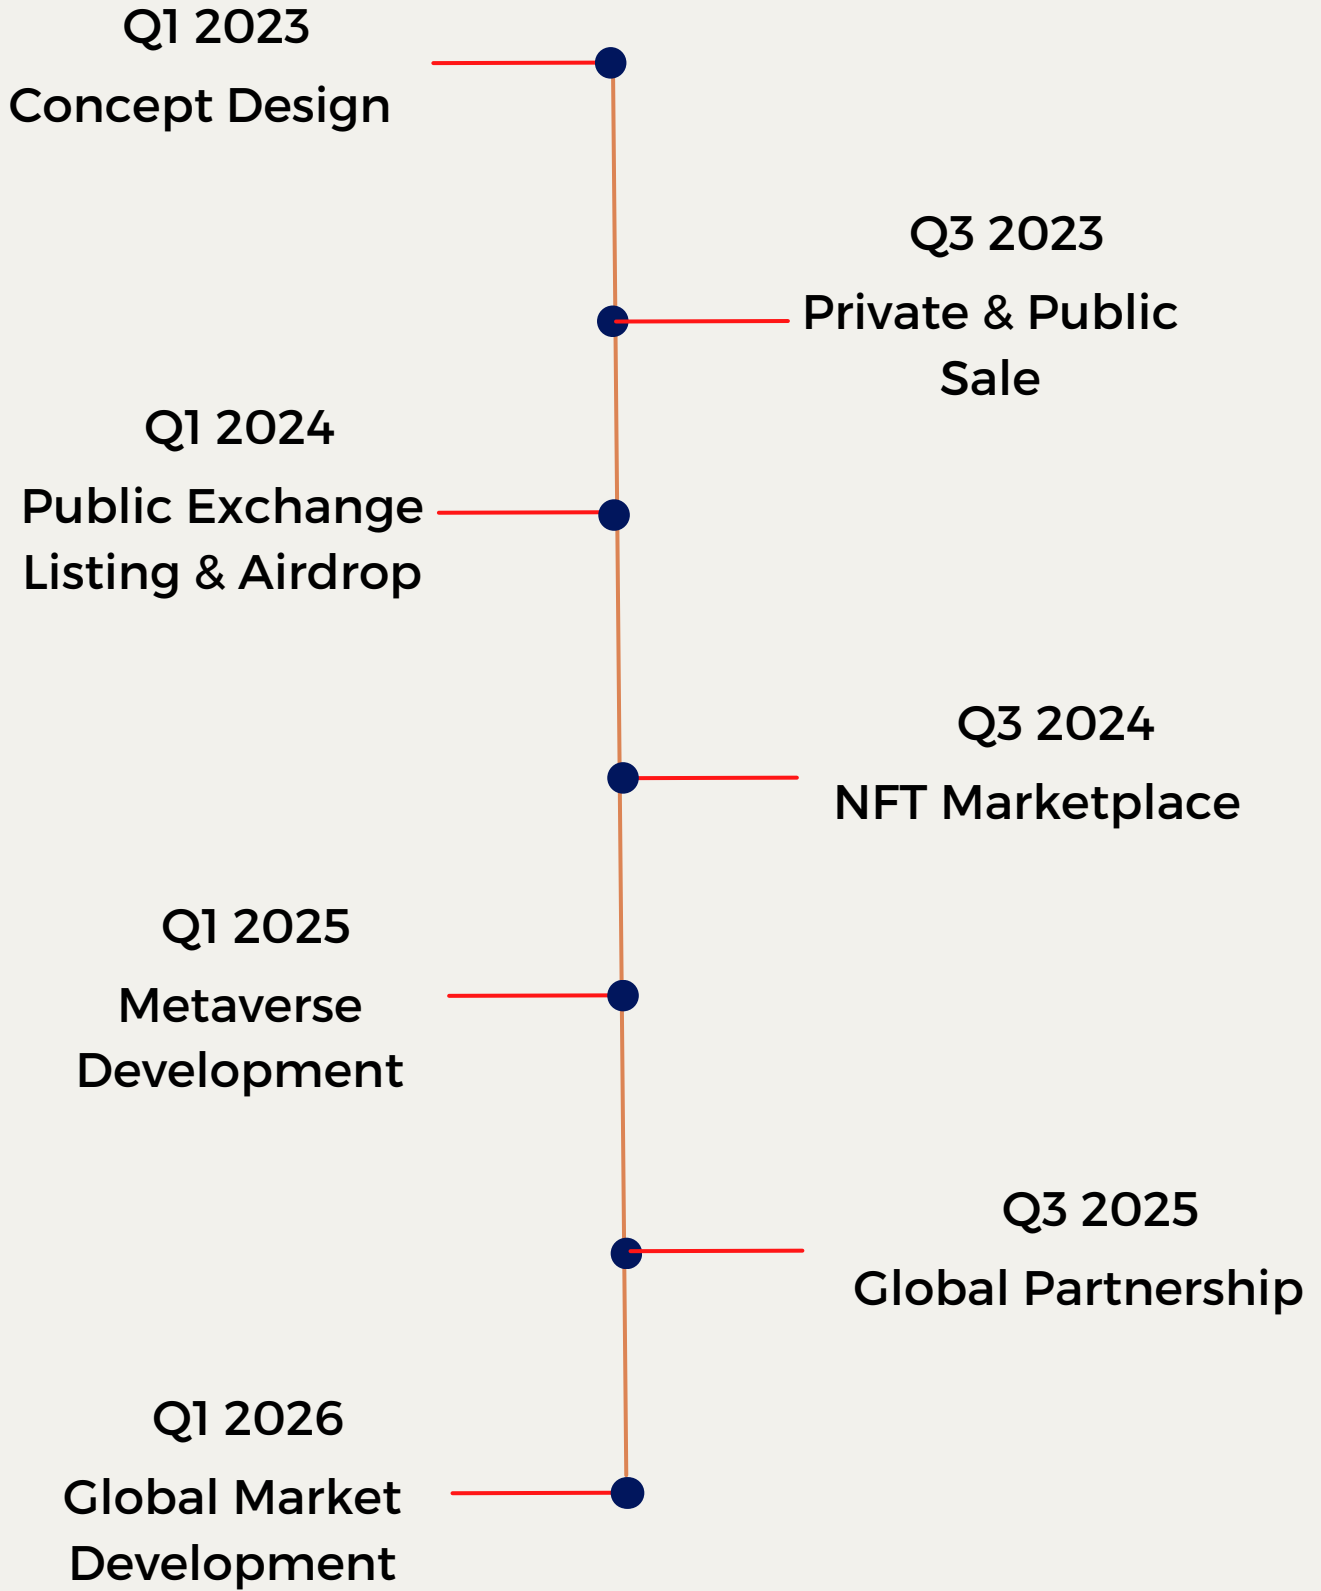 Q1 2023
Concept Design
Q3 2023
Private & Public
Sale
Q1 2024
Public Exchange
Listing & Airdrop
Q3 2024
NFT Marketplace
Q1 2025
Metaverse
Development
Q3 2025
Global Partnership
Q1 2026
Global Market
Development